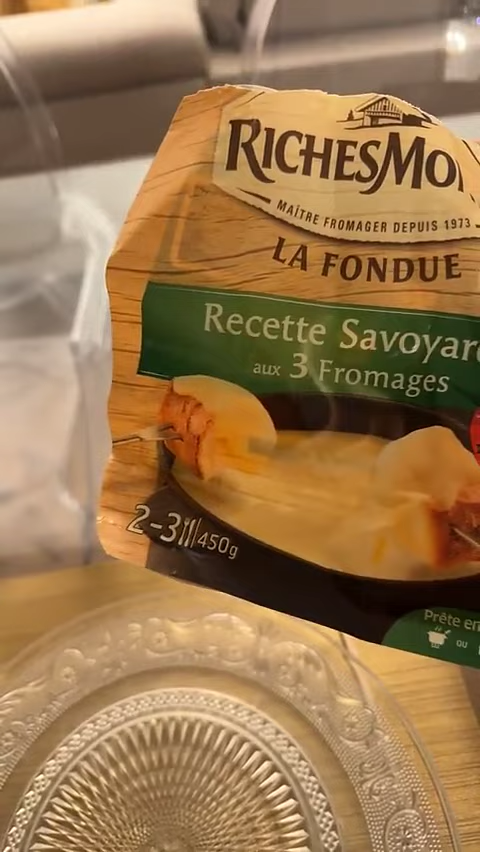 RICHESMO
MAÎTRE FROMAGER DEPUIS 1973
LA FONDUE
Recette Savoyar
aux 3 Fromages
2-3 450g
Prête en
OU